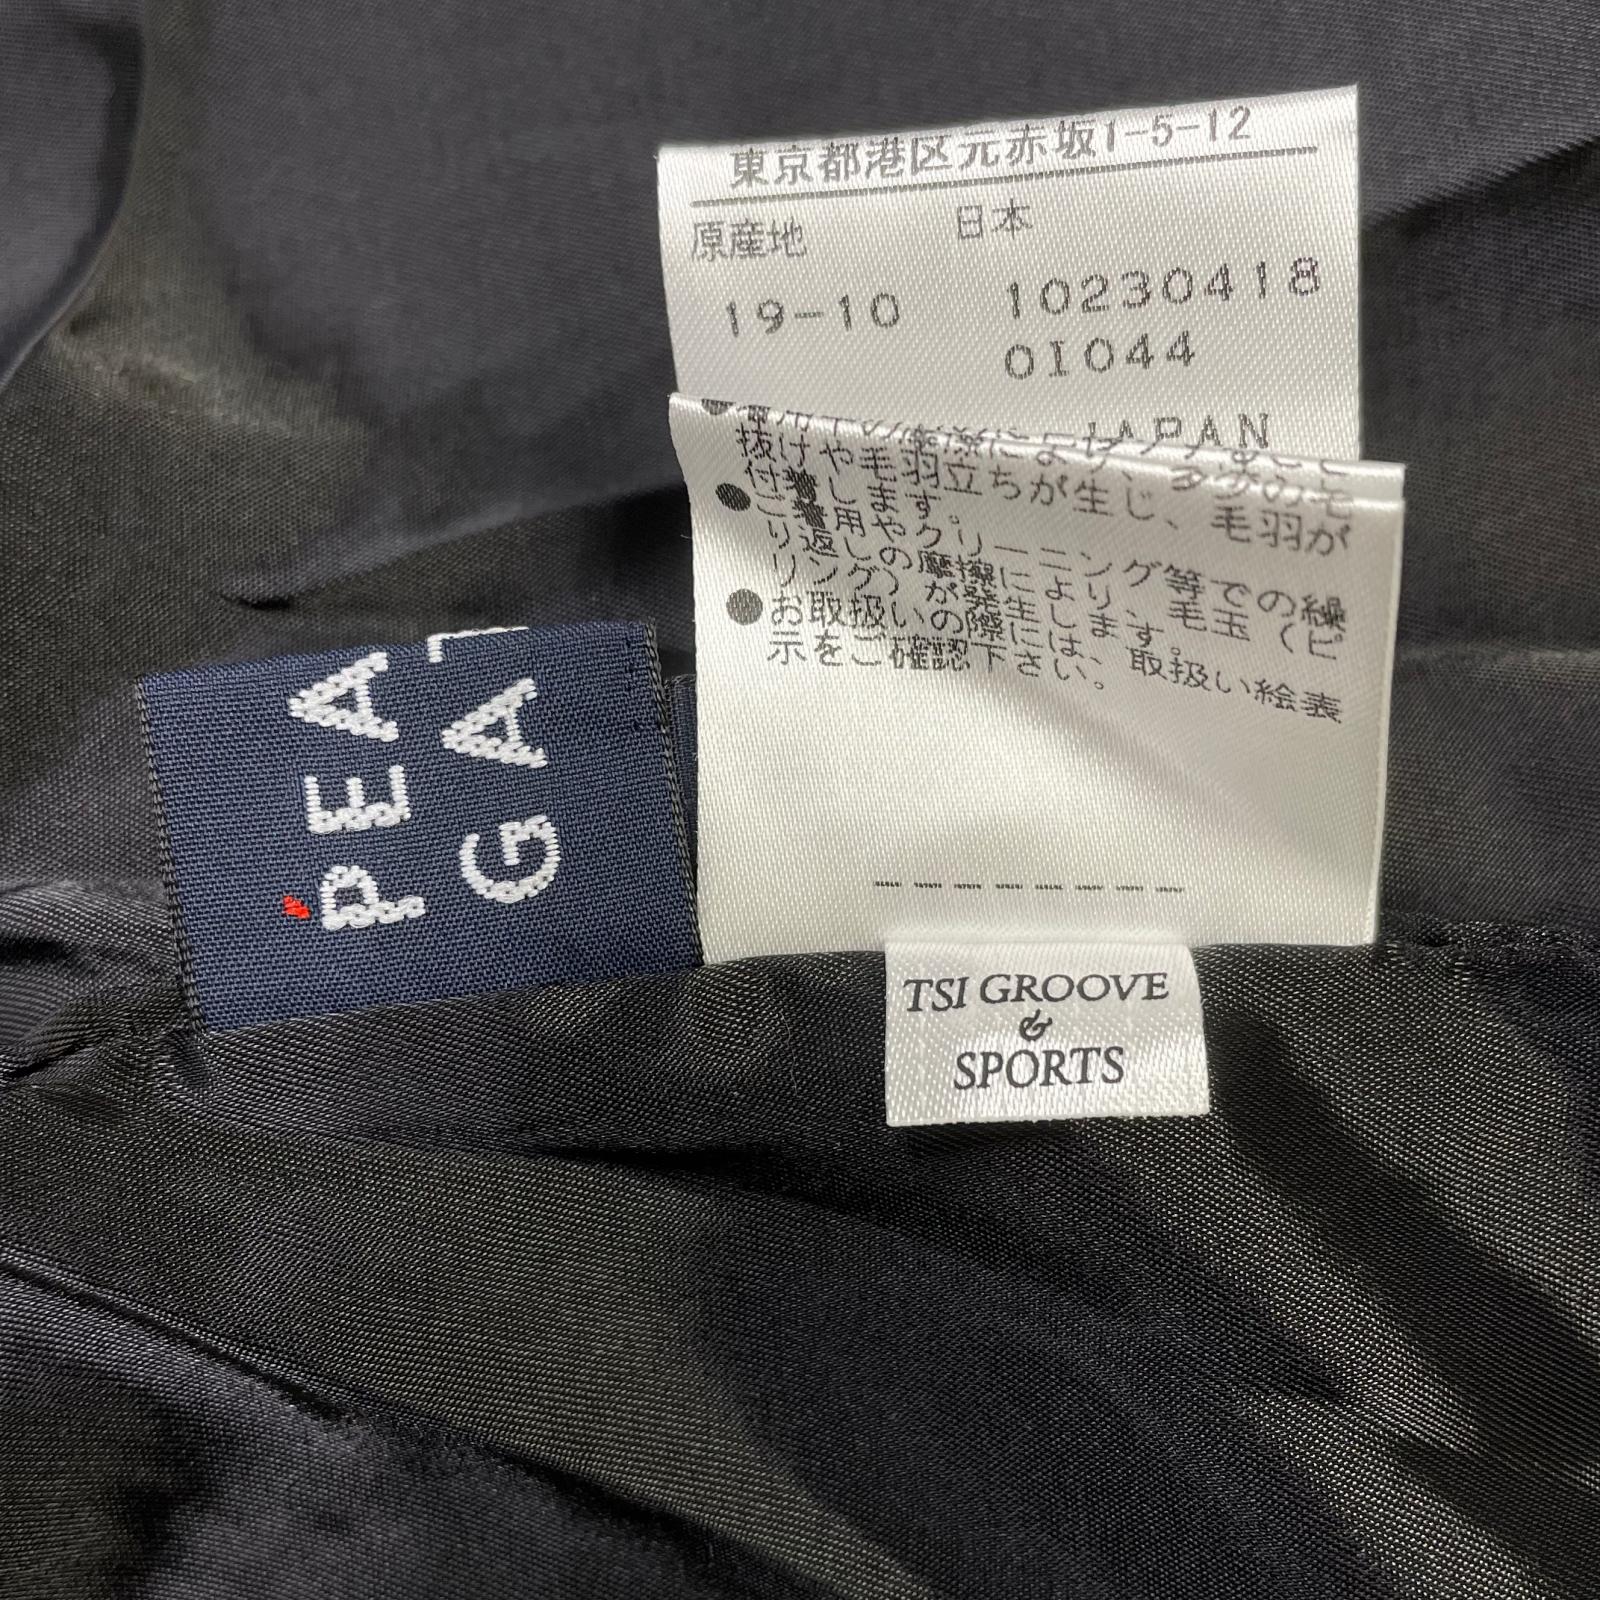 東京都港区元赤坂1-5-12
原産地 日本
19-10 10230418
01044
JAPAN
抜けや毛羽立ちが生じ、多少の毛
付着します。毛羽が
ご着用やクリーニング等での繰
り返しの摩擦により、毛玉（ピ
リング）が発生します。
お取扱いの際には、取扱い絵表
示をご確認下さい。
PEA
GA
TSI GROOVE
&
SPORTS